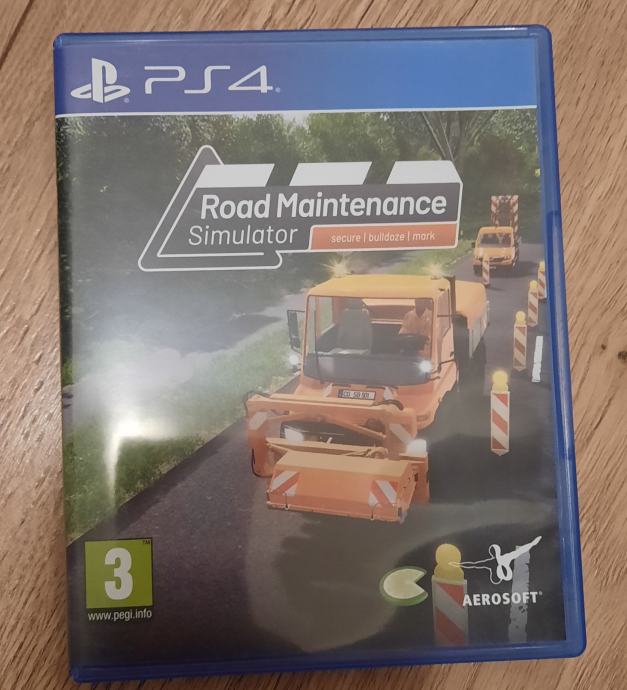 PS4
Road Maintenance
Simulator
secure | bulldoze | mark
3
www.pegi.info
AEROSOFT